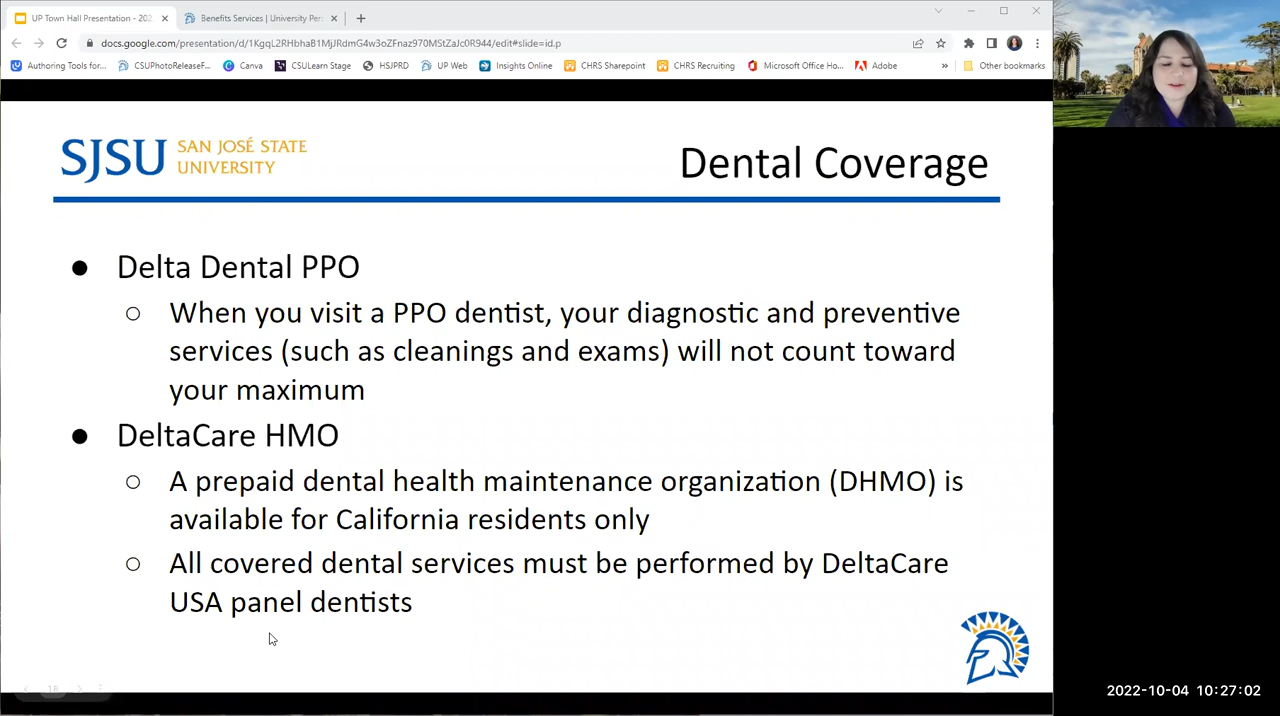 UP Town Hall Presentation - 202
Benefits Services | University Per
docs.google.com/presentation/d/1KgqL2RHbhaB1MjJRdmG4w3oZFnaz970MStZaJc0R944/edit#slide=id.p
Authoring Tools for... CSUPhotoReleaseF... Canva CSULearn Stage HSJPRD UP Web Insights Online CHRS Sharepoint CHRS Recruiting Microsoft Office Ho... Adobe » Other bookmarks
SJSU SAN JOSÉ STATE
UNIVERSITY
Dental Coverage
● Delta Dental PPO
○ When you visit a PPO dentist, your diagnostic and preventive
services (such as cleanings and exams) will not count toward
your maximum
● DeltaCare HMO
○ A prepaid dental health maintenance organization (DHMO) is
available for California residents only
○ All covered dental services must be performed by DeltaCare
USA panel dentists
18
2022-10-04 10:27:02